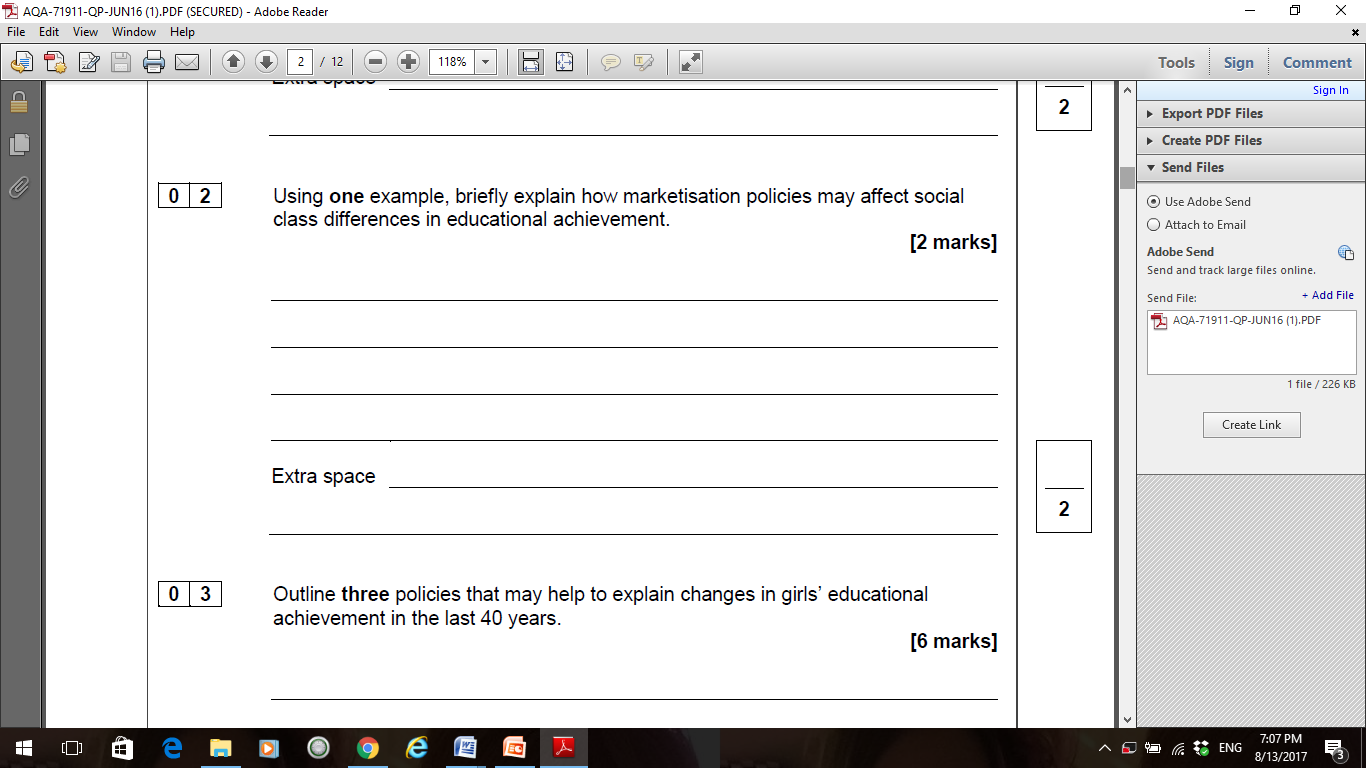 AQA-71911-QP-JUN16 (1).PDF (SECURED) - Adobe Reader
File Edit View Window Help
2 / 12 118% Tools Sign Comment
Sign In
Extra space
2
Export PDF Files
Create PDF Files
Send Files
0 2 Using one example, briefly explain how marketisation policies may affect social
class differences in educational achievement.
[2 marks]
Use Adobe Send
Attach to Email
Adobe Send
Send and track large files online.
Send File: + Add File
AQA-71911-QP-JUN16 (1).PDF
1 file / 226 KB
Create Link
Extra space
2
0 3 Outline three policies that may help to explain changes in girls’ educational
achievement in the last 40 years.
[6 marks]
ENG
7:07 PM
8/13/2017
3